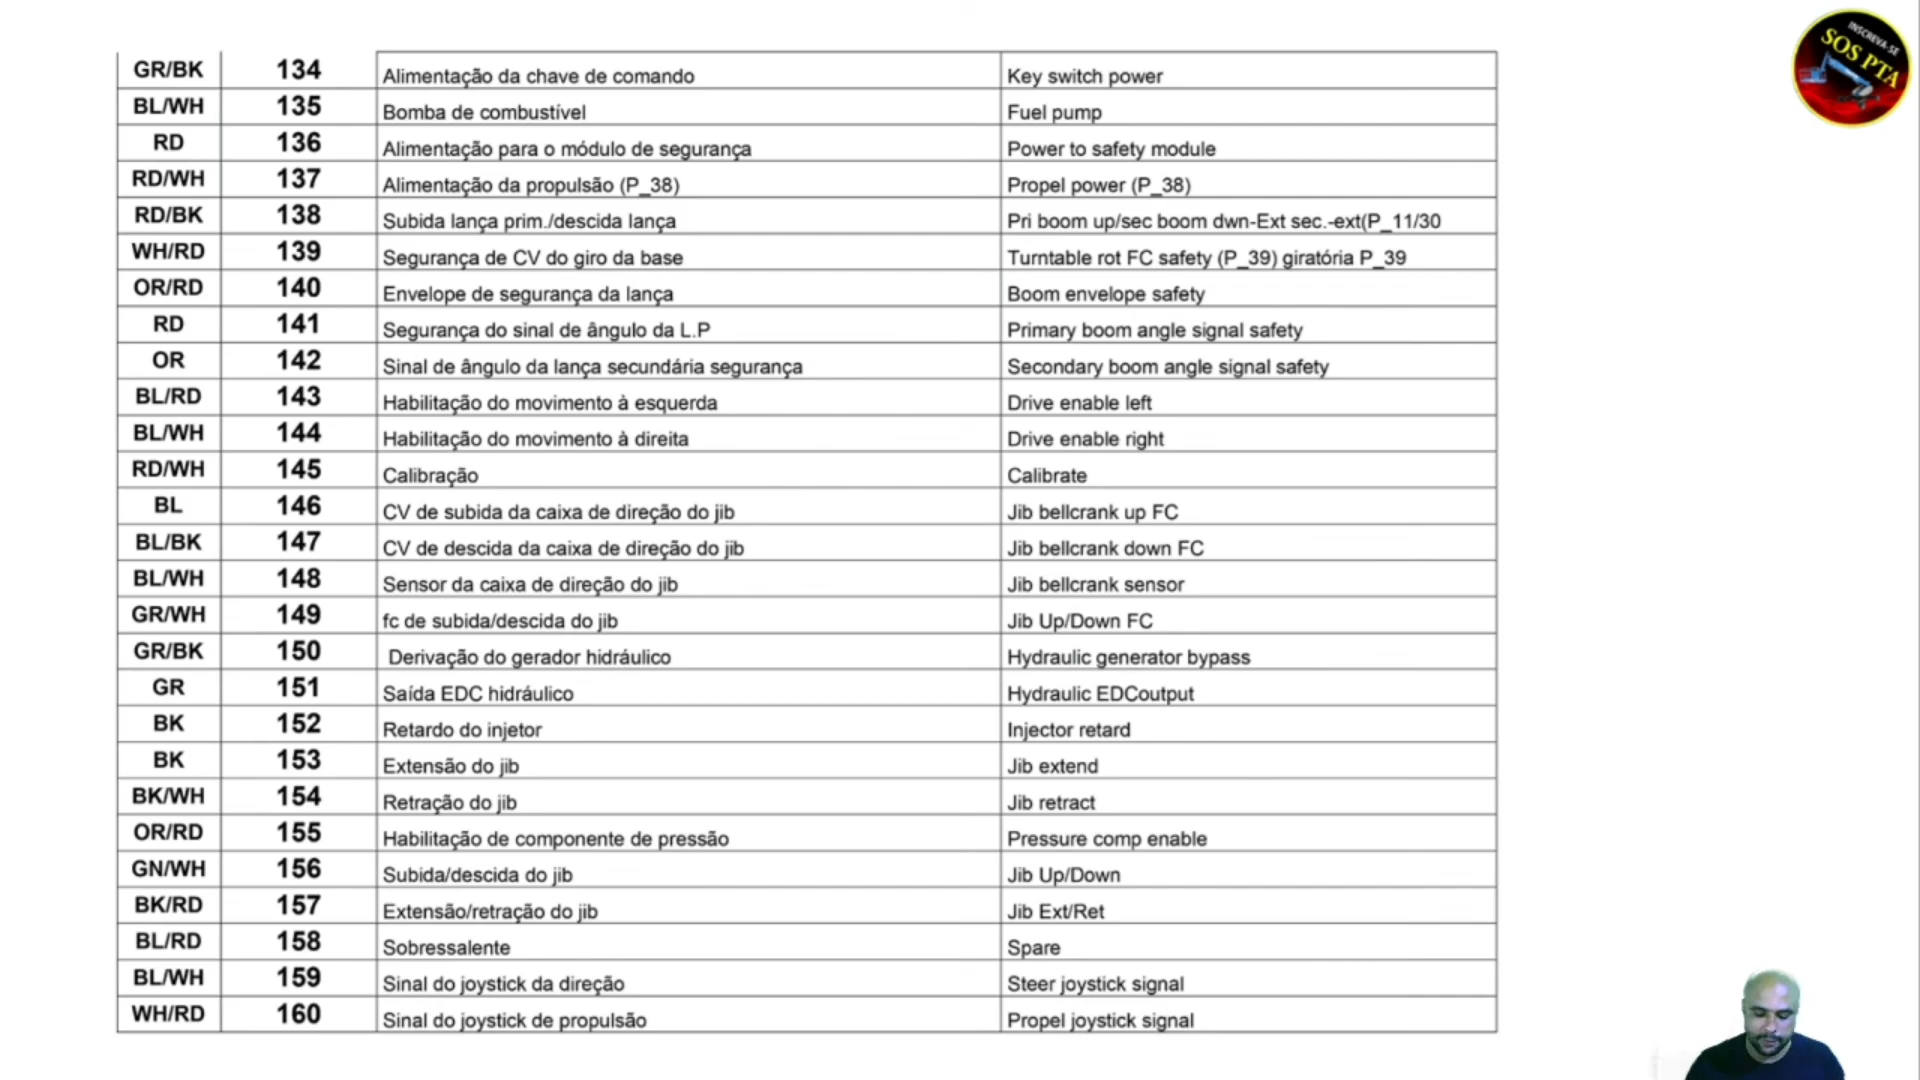 GR/BK 134 Alimentação da chave de comando Key switch power
BL/WH 135 Bomba de combustível Fuel pump
RD 136 Alimentação para o módulo de segurança Power to safety module
RD/WH 137 Alimentação da propulsão (P_38) Propel power (P_38)
RD/BK 138 Subida lança prim./descida lança Pri boom up/sec boom dwn-Ext sec.-ext(P_11/30
WH/RD 139 Segurança de CV do giro da base Turntable rot FC safety (P_39) giratória P_39
OR/RD 140 Envelope de segurança da lança Boom envelope safety
RD 141 Segurança do sinal de ângulo da L.P Primary boom angle signal safety
OR 142 Sinal de ângulo da lança secundária segurança Secondary boom angle signal safety
BL/RD 143 Habilitação do movimento à esquerda Drive enable left
BL/WH 144 Habilitação do movimento à direita Drive enable right
RD/WH 145 Calibração Calibrate
BL 146 CV de subida da caixa de direção do jib Jib bellcrank up FC
BL/BK 147 CV de descida da caixa de direção do jib Jib bellcrank down FC
BL/WH 148 Sensor da caixa de direção do jib Jib bellcrank sensor
GR/WH 149 fc de subida/descida do jib Jib Up/Down FC
GR/BK 150 Derivação do gerador hidráulico Hydraulic generator bypass
GR 151 Saída EDC hidráulico Hydraulic EDCoutput
BK 152 Retardo do injetor Injector retard
BK 153 Extensão do jib Jib extend
BK/WH 154 Retração do jib Jib retract
OR/RD 155 Habilitação de componente de pressão Pressure comp enable
GN/WH 156 Subida/descida do jib Jib Up/Down
BK/RD 157 Extensão/retração do jib Jib Ext/Ret
BL/RD 158 Sobressalente Spare
BL/WH 159 Sinal do joystick da direção Steer joystick signal
WH/RD 160 Sinal do joystick de propulsão Propel joystick signal
INSCREVA-SE
SOS PTA